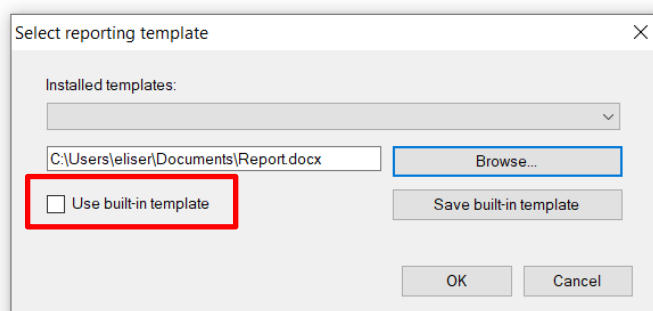 Select reporting template
Installed templates:
C:\Users\eliser\Documents\Report.docx
Browse...
Use built-in template
Save built-in template
OK
Cancel